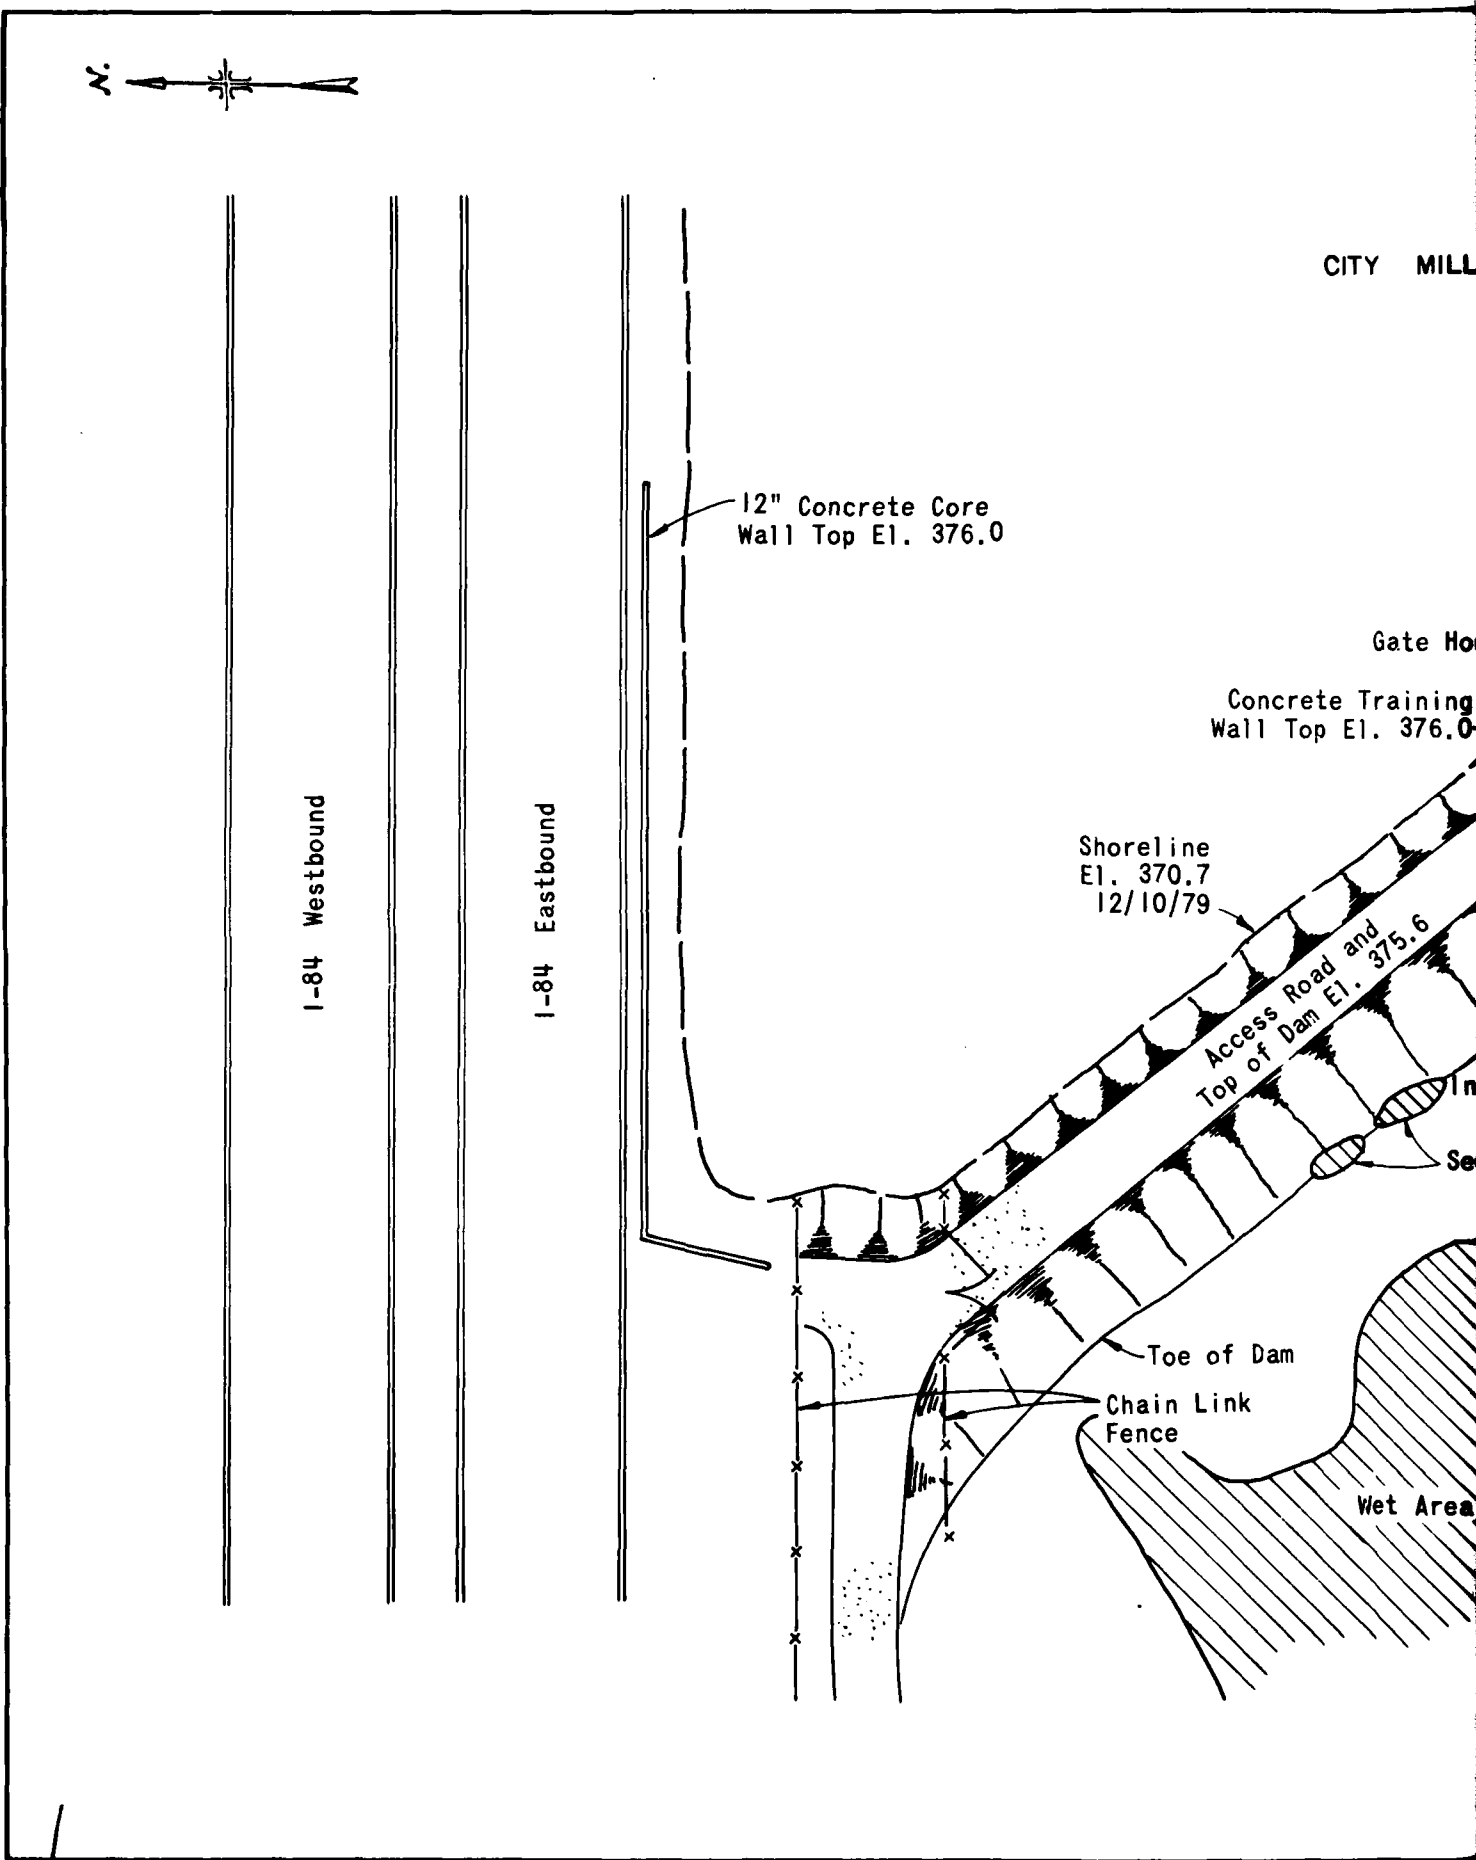 N.
CITY MILL
12" Concrete Core
Wall Top El. 376.0
Gate Hou
Concrete Training
Wall Top El. 376.0
I-84 Westbound
I-84 Eastbound
Shoreline
El. 370.7
12/10/79
Access Road and
Top of Dam El. 375.6
In
See
Toe of Dam
Chain Link
Fence
Wet Area